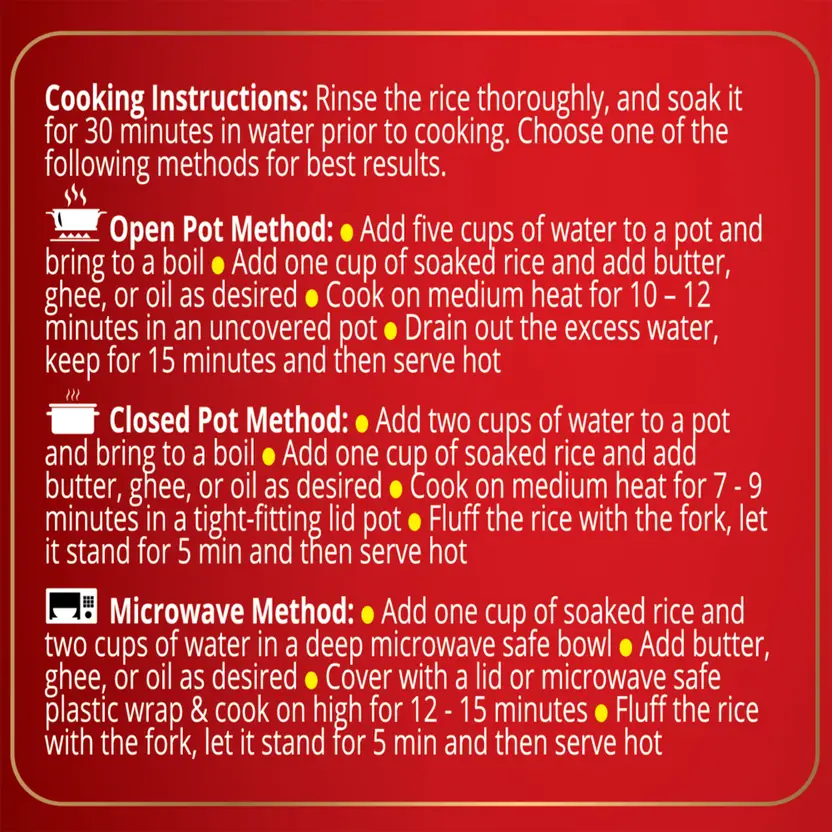 Cooking Instructions: Rinse the rice thoroughly, and soak it
for 30 minutes in water prior to cooking. Choose one of the
following methods for best results.
Open Pot Method: ● Add five cups of water to a pot and
bring to a boil ● Add one cup of soaked rice and add butter,
ghee, or oil as desired ● Cook on medium heat for 10 – 12
minutes in an uncovered pot ● Drain out the excess water,
keep for 15 minutes and then serve hot
Closed Pot Method: ● Add two cups of water to a pot
and bring to a boil ● Add one cup of soaked rice and add
butter, ghee, or oil as desired ● Cook on medium heat for 7 - 9
minutes in a tight-fitting lid pot ● Fluff the rice with the fork, let
it stand for 5 min and then serve hot
Microwave Method: ● Add one cup of soaked rice and
two cups of water in a deep microwave safe bowl ● Add butter,
ghee, or oil as desired ● Cover with a lid or microwave safe
plastic wrap & cook on high for 12 - 15 minutes ● Fluff the rice
with the fork, let it stand for 5 min and then serve hot